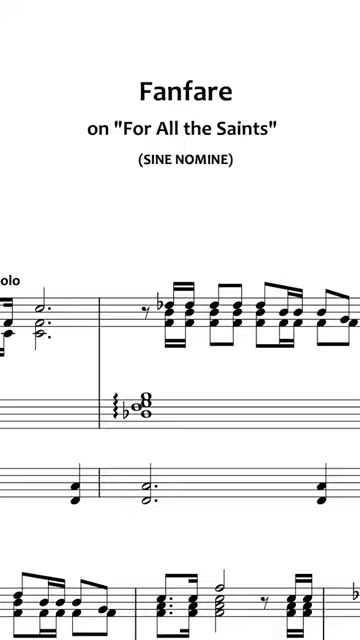 Fanfare
on "For All the Saints"
(SINE NOMINE)
olo